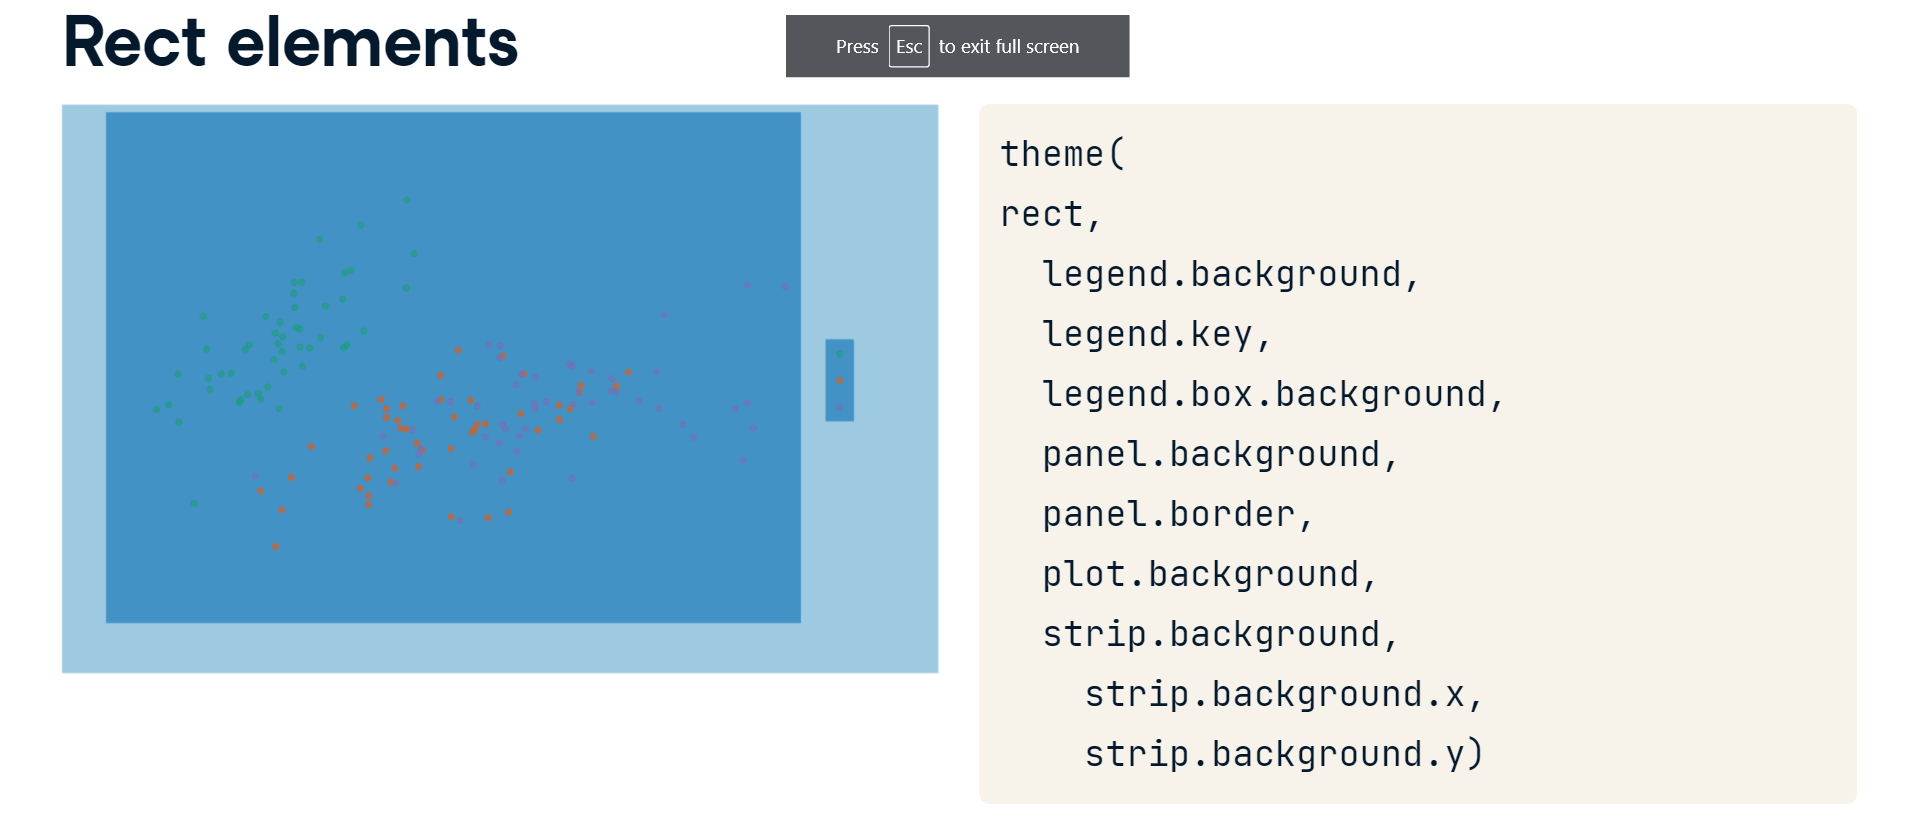 Rect elements
Press Esc to exit full screen
theme(
rect,
  legend.background,
  legend.key,
  legend.box.background,
  panel.background,
  panel.border,
  plot.background,
  strip.background,
    strip.background.x,
    strip.background.y)